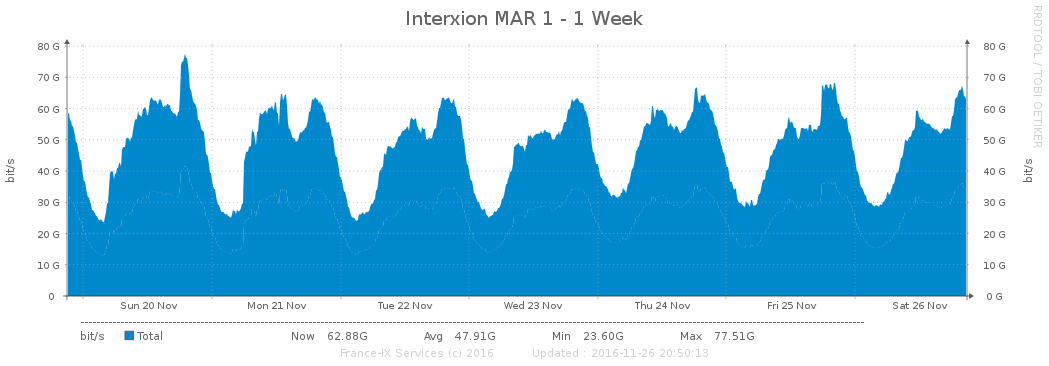 Interxion MAR 1 - 1 Week
RRDTOOL / TOBI OETIKER
bit/s
bit/s
80 G 80 G
70 G 70 G
60 G 60 G
50 G 50 G
40 G 40 G
30 G 30 G
20 G 20 G
10 G 10 G
0 0 G
Sun 20 Nov Mon 21 Nov Tue 22 Nov Wed 23 Nov Thu 24 Nov Fri 25 Nov Sat 26 Nov
bit/s Total Now 62.88G Avg 47.91G Min 23.60G Max 77.51G
France-IX Services (c) 2016 Updated : 2016-11-26 20:50:13